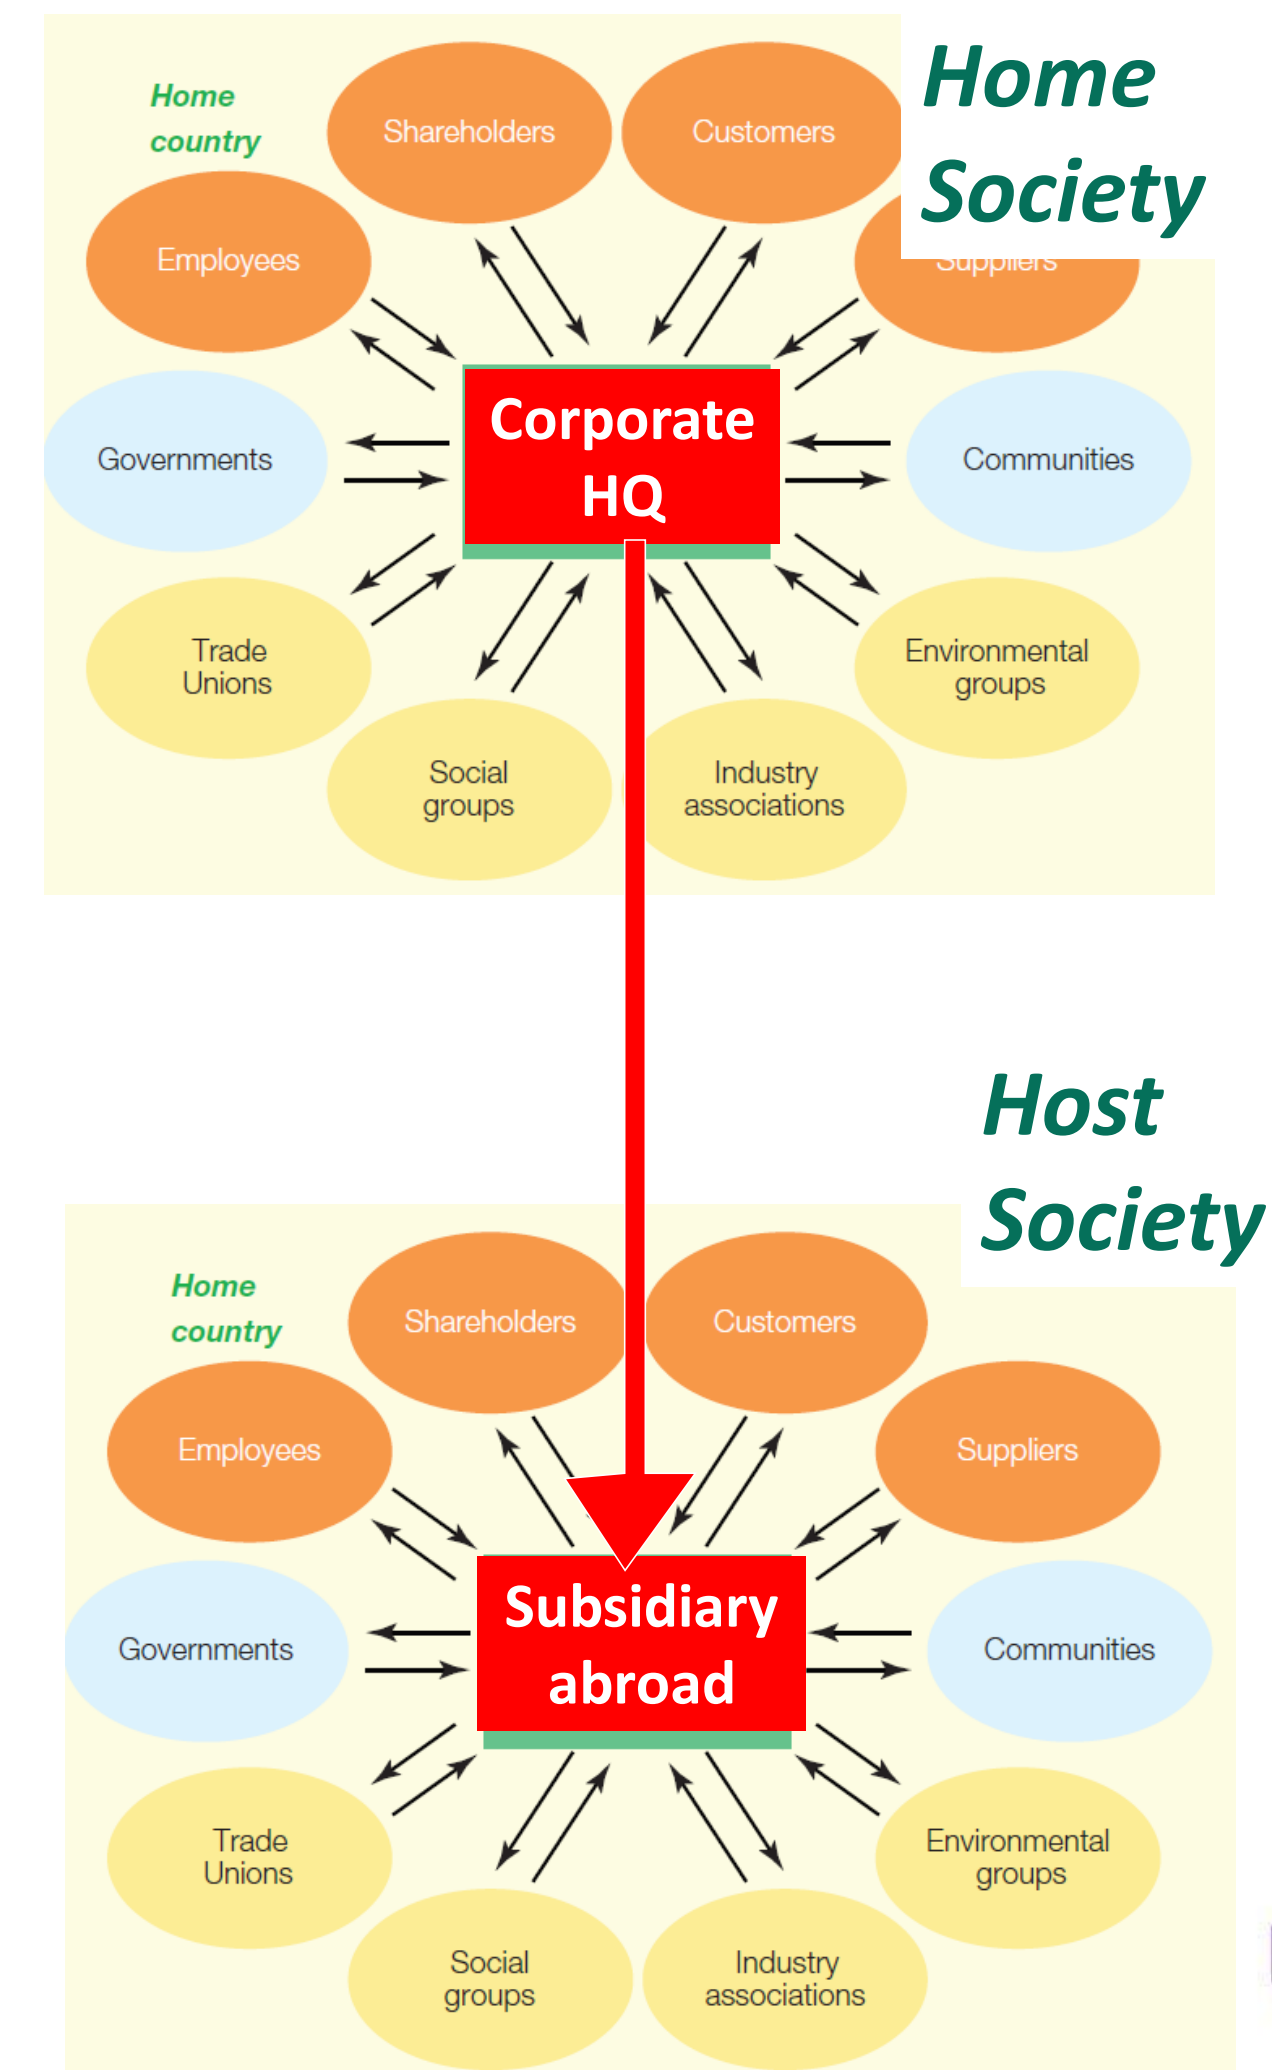 Home
Society
Home
country
Shareholders
Customers
Employees
Suppliers
Corporate
HQ
Governments
Communities
Trade
Unions
Environmental
groups
Social
groups
Industry
associations
Host
Society
Home
country
Shareholders
Customers
Employees
Suppliers
Subsidiary
abroad
Governments
Communities
Trade
Unions
Environmental
groups
Social
groups
Industry
associations